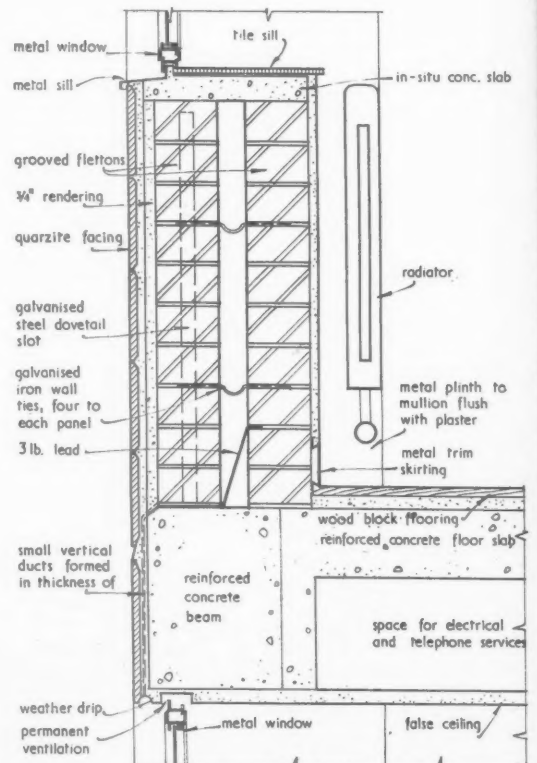 tile sill
metal window
metal sill
in-situ conc. slab
grooved flettons
¾" rendering
quarzite facing
radiator
galvanised
steel dovetail
slot
galvanised
iron wall
ties, four to
each panel
metal plinth to
mullion flush
with plaster
3 lb. lead
metal trim
skirting
wood block flooring
reinforced concrete floor slab
small vertical
ducts formed
in thickness of
reinforced
concrete
beam
space for electrical
and telephone services
weather drip
permanent
ventilation
metal window
false ceiling